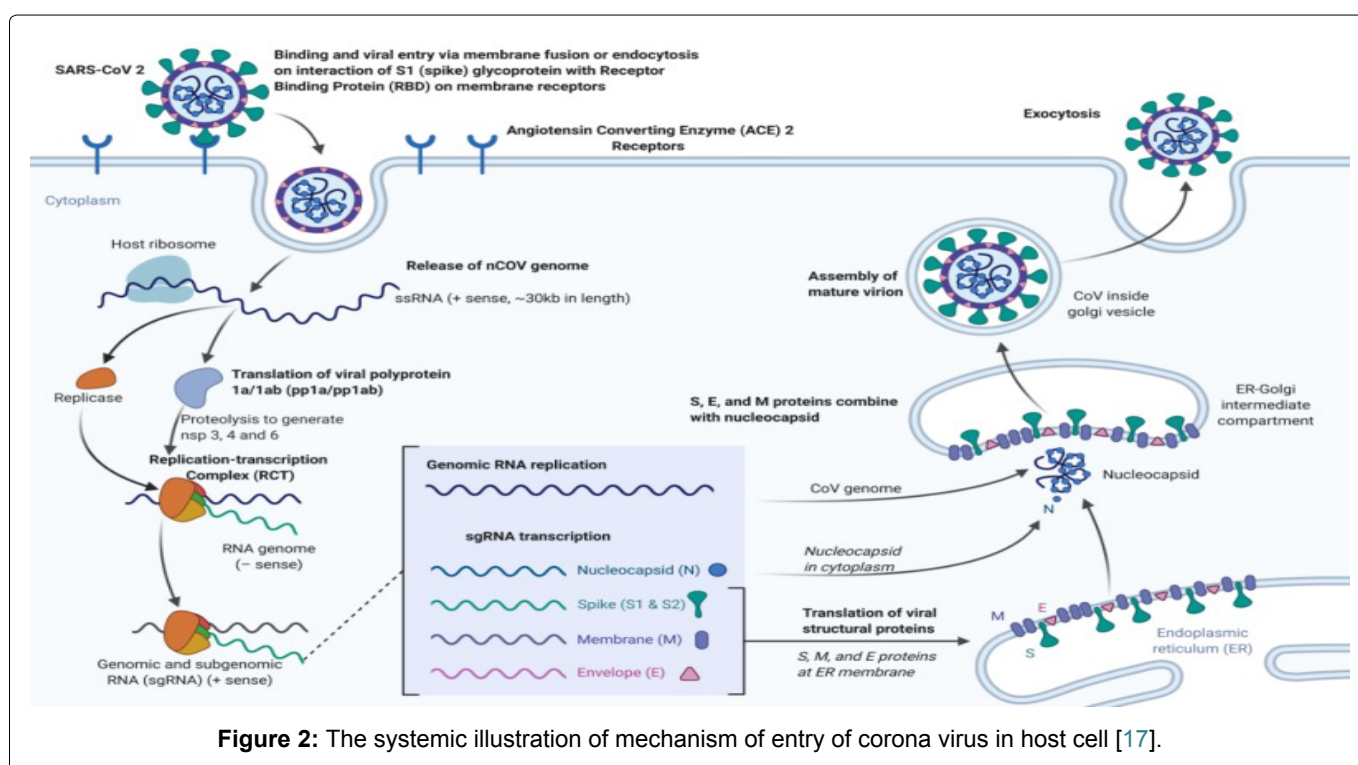 SARS-CoV 2
Binding and viral entry via membrane fusion or endocytosis
on interaction of S1 (spike) glycoprotein with Receptor
Binding Protein (RBD) on membrane receptors
Angiotensin Converting Enzyme (ACE) 2
Receptors
Exocytosis
Cytoplasm
Host ribosome
Release of nCOV genome
ssRNA (+ sense, ~30kb in length)
Replicase
Translation of viral polyprotein
1a/1ab (pp1a/pp1ab)
Proteolysis to generate
nsp 3, 4 and 6
Replication-transcription
Complex (RCT)
RNA genome
(– sense)
Genomic and subgenomic
RNA (sgRNA) (+ sense)
Genomic RNA replication
sgRNA transcription
Nucleocapsid (N)
Spike (S1 & S2)
Membrane (M)
Envelope (E)
CoV genome
Nucleocapsid
in cytoplasm
Translation of viral
structural proteins
S, M, and E proteins
at ER membrane
M
E
S
Endoplasmic
reticulum (ER)
N
Nucleocapsid
S, E, and M proteins combine
with nucleocapsid
ER-Golgi
intermediate
compartment
Assembly of
mature virion
CoV inside
golgi vesicle
Figure 2: The systemic illustration of mechanism of entry of corona virus in host cell [17].